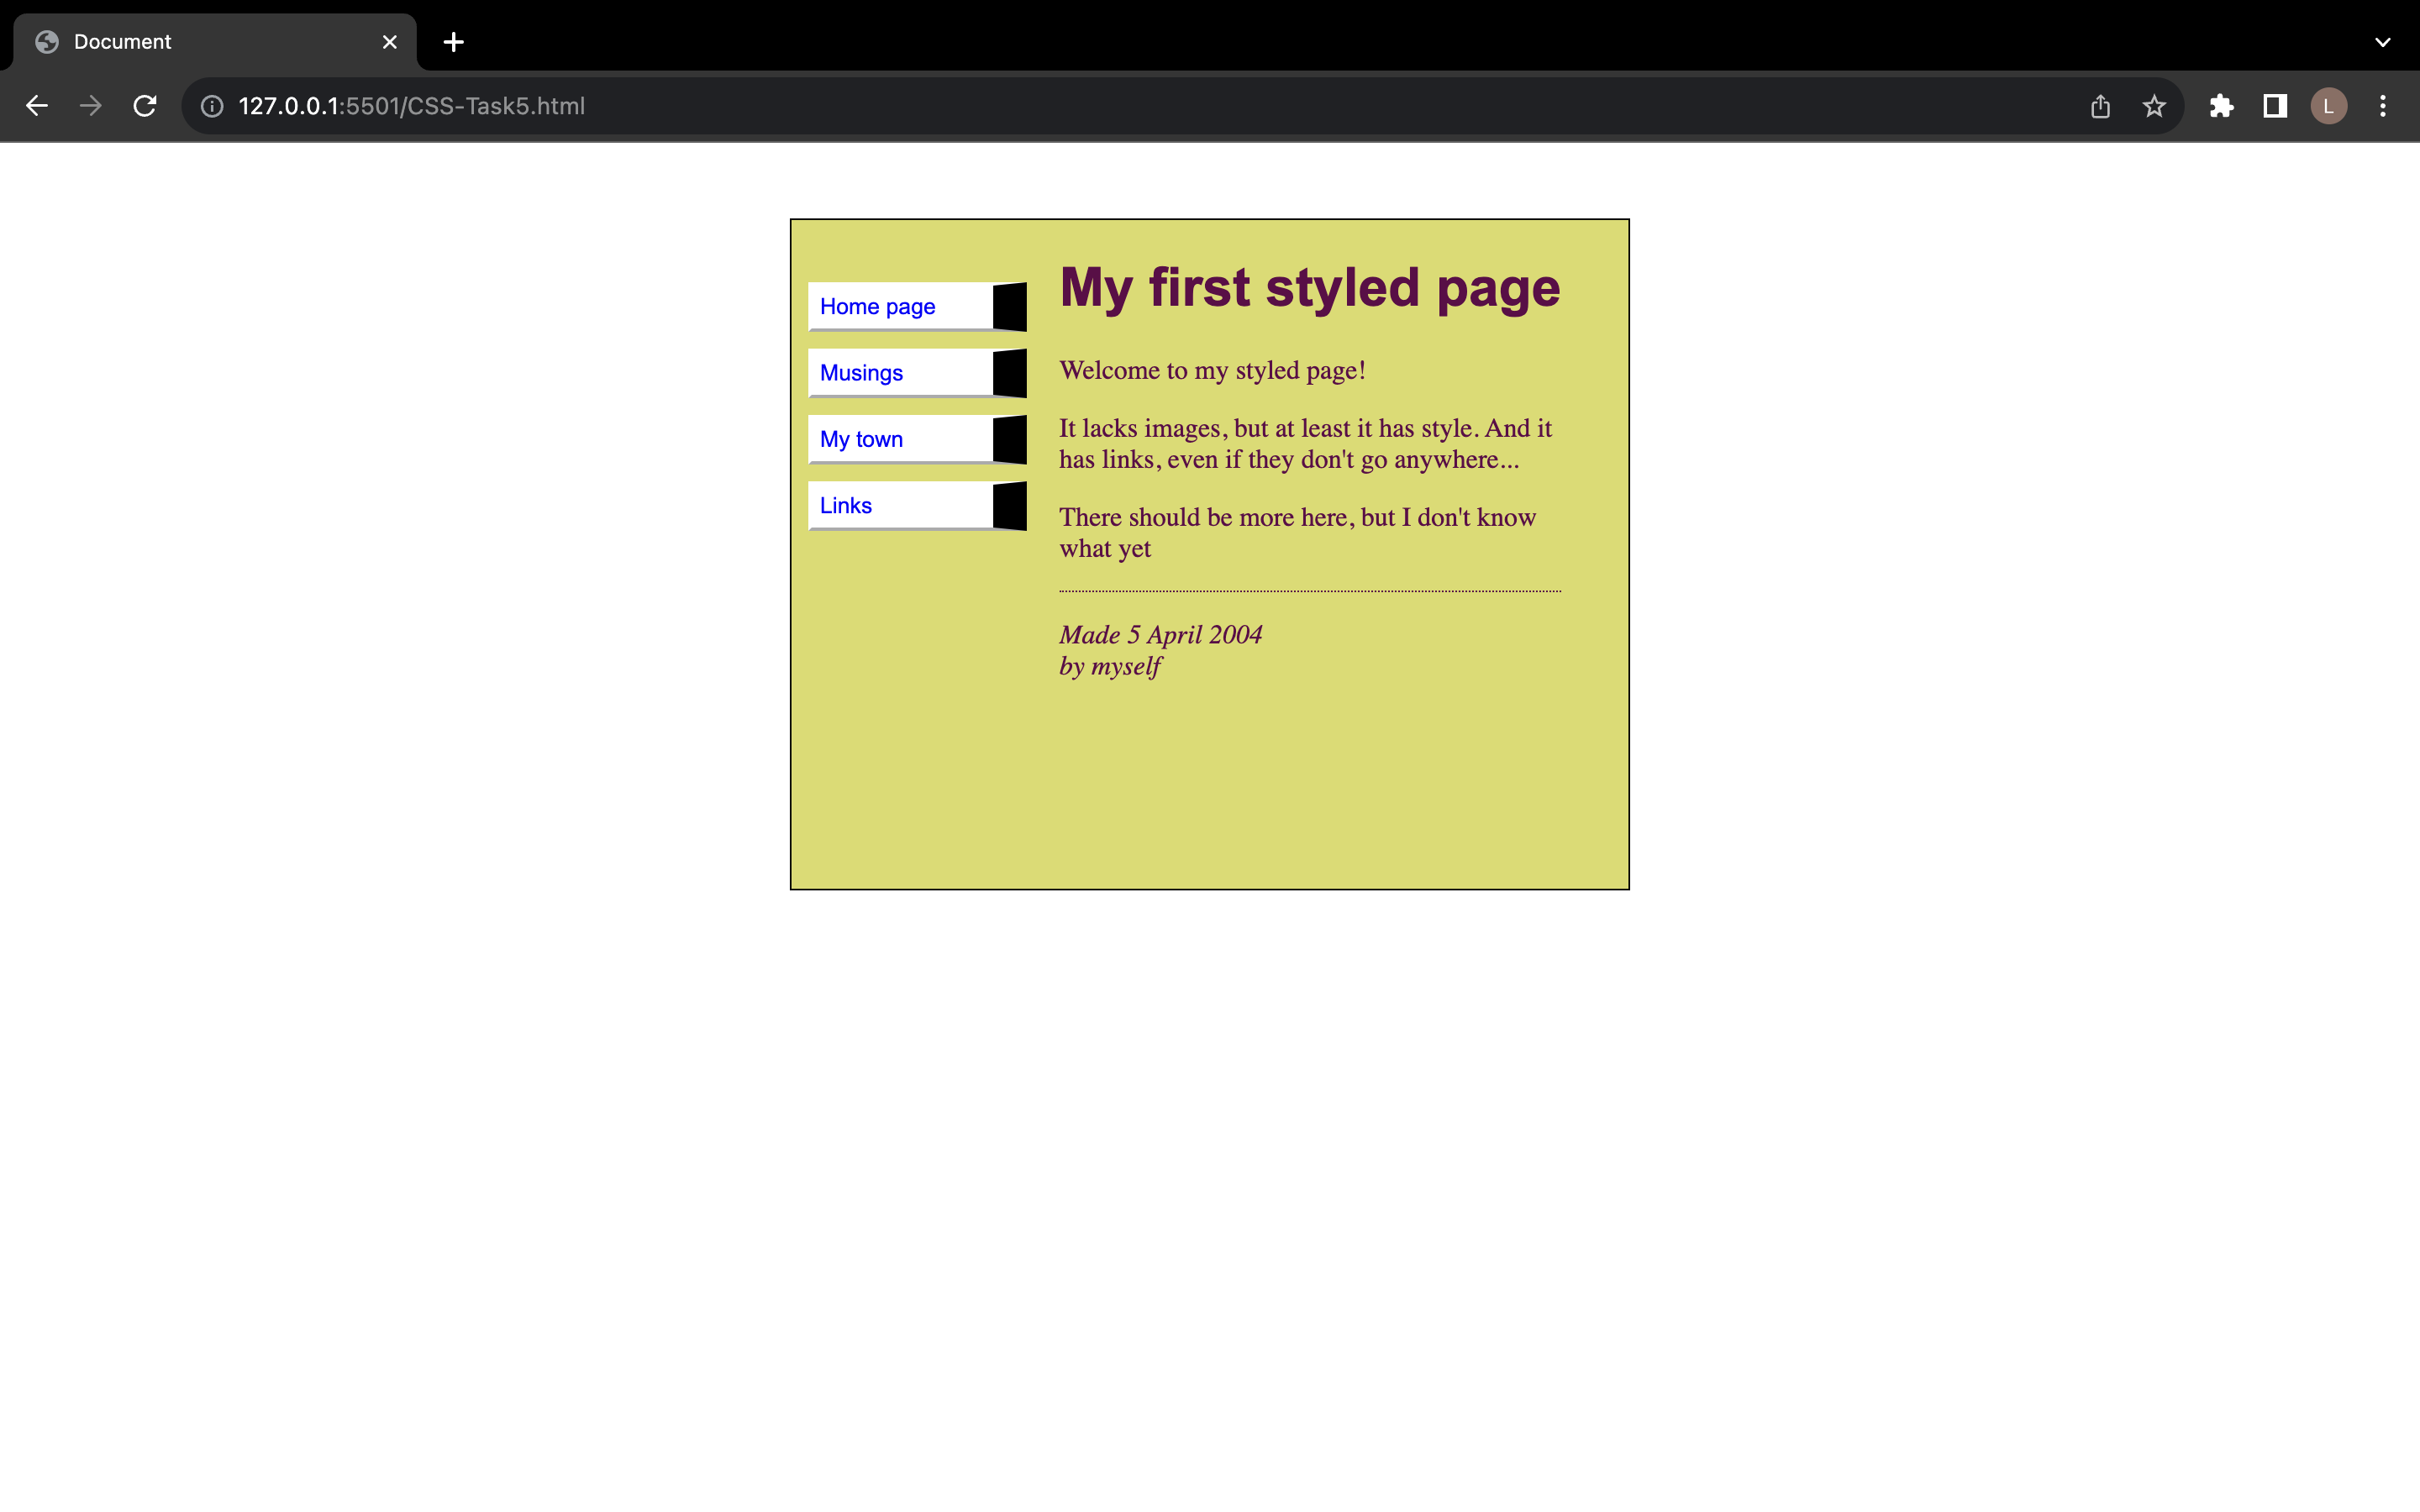 Document
127.0.0.1:5501/CSS-Task5.html
L
Home page
Musings
My town
Links
My first styled page
Welcome to my styled page!
It lacks images, but at least it has style. And it
has links, even if they don't go anywhere...
There should be more here, but I don't know
what yet
Made 5 April 2004
by myself